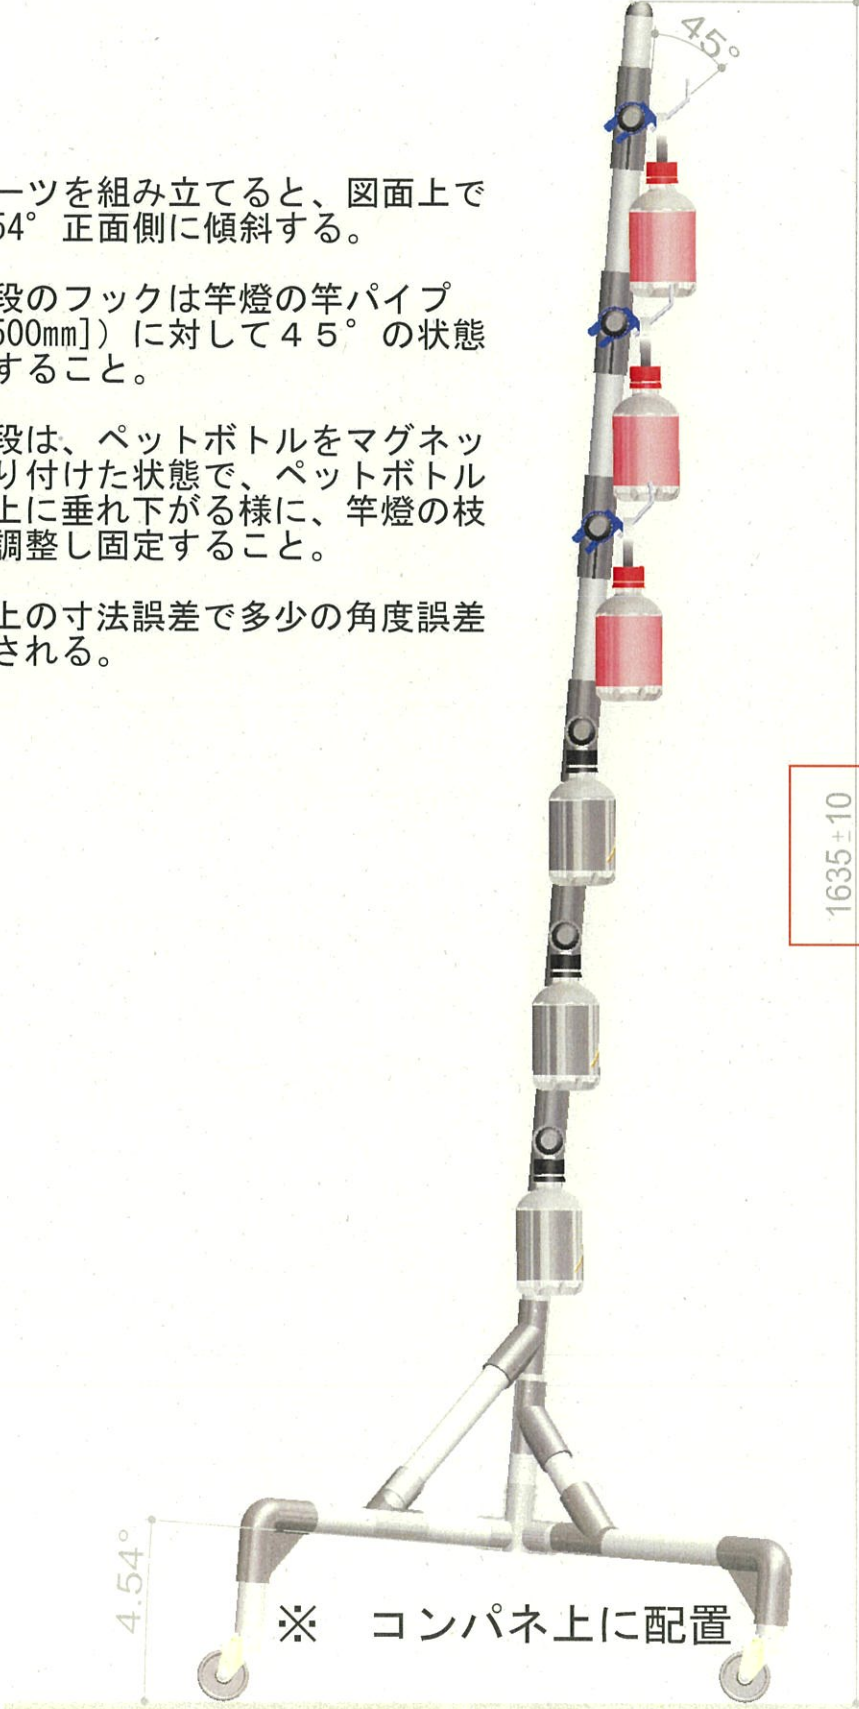 45°
ーツを組み立てると、図面上で
54°正面側に傾斜する。
段のフックは竿燈の竿パイプ
500mm]）に対して４５°の状態
すること。
段は、ペットボトルをマグネッ
り付けた状態で、ペットボトル
上に垂れ下がる様に、竿燈の枝
調整し固定すること。
上の寸法誤差で多少の角度誤差
される。
1635±10
4.54°
※　コンパネ上に配置